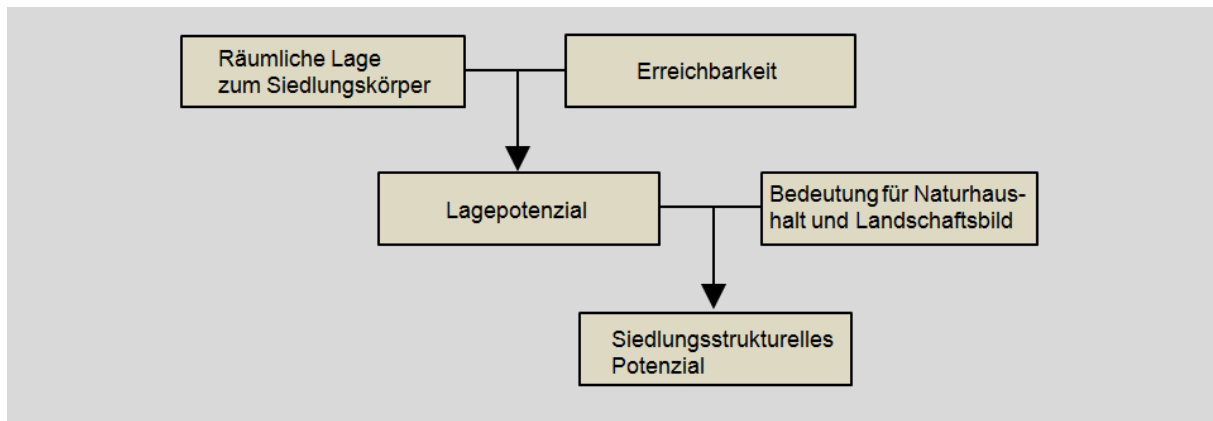 Räumliche Lage
zum Siedlungskörper
Erreichbarkeit
Lagepotenzial
Bedeutung für Naturhaus-
halt und Landschaftsbild
Siedlungsstrukturelles
Potenzial